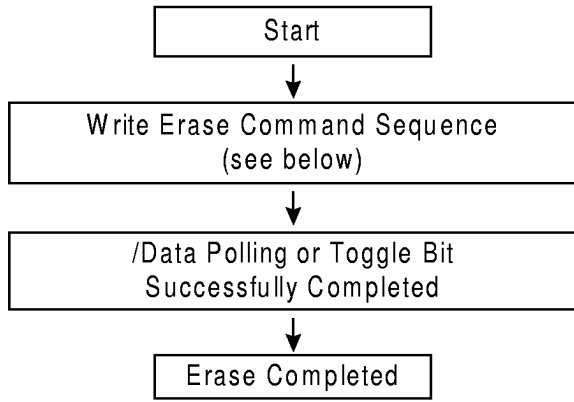 Start
Write Erase Command Sequence
(see below)
/Data Polling or Toggle Bit
Successfully Completed
Erase Completed